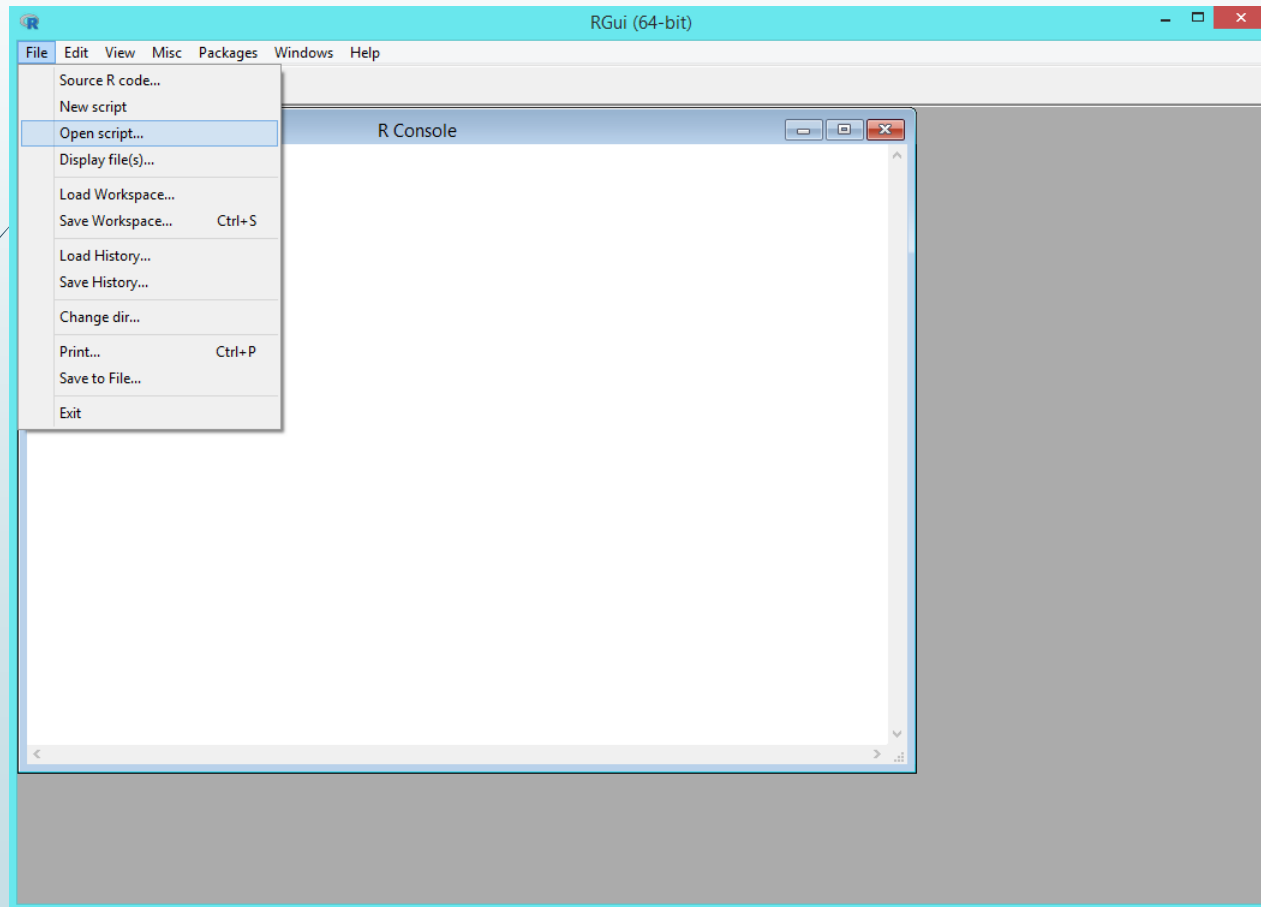 RGui (64-bit)
File Edit View Misc Packages Windows Help
Source R code...
New script
Open script...
Display file(s)...
Load Workspace...
Save Workspace... Ctrl+S
Load History...
Save History...
Change dir...
Print... Ctrl+P
Save to File...
Exit
R Console